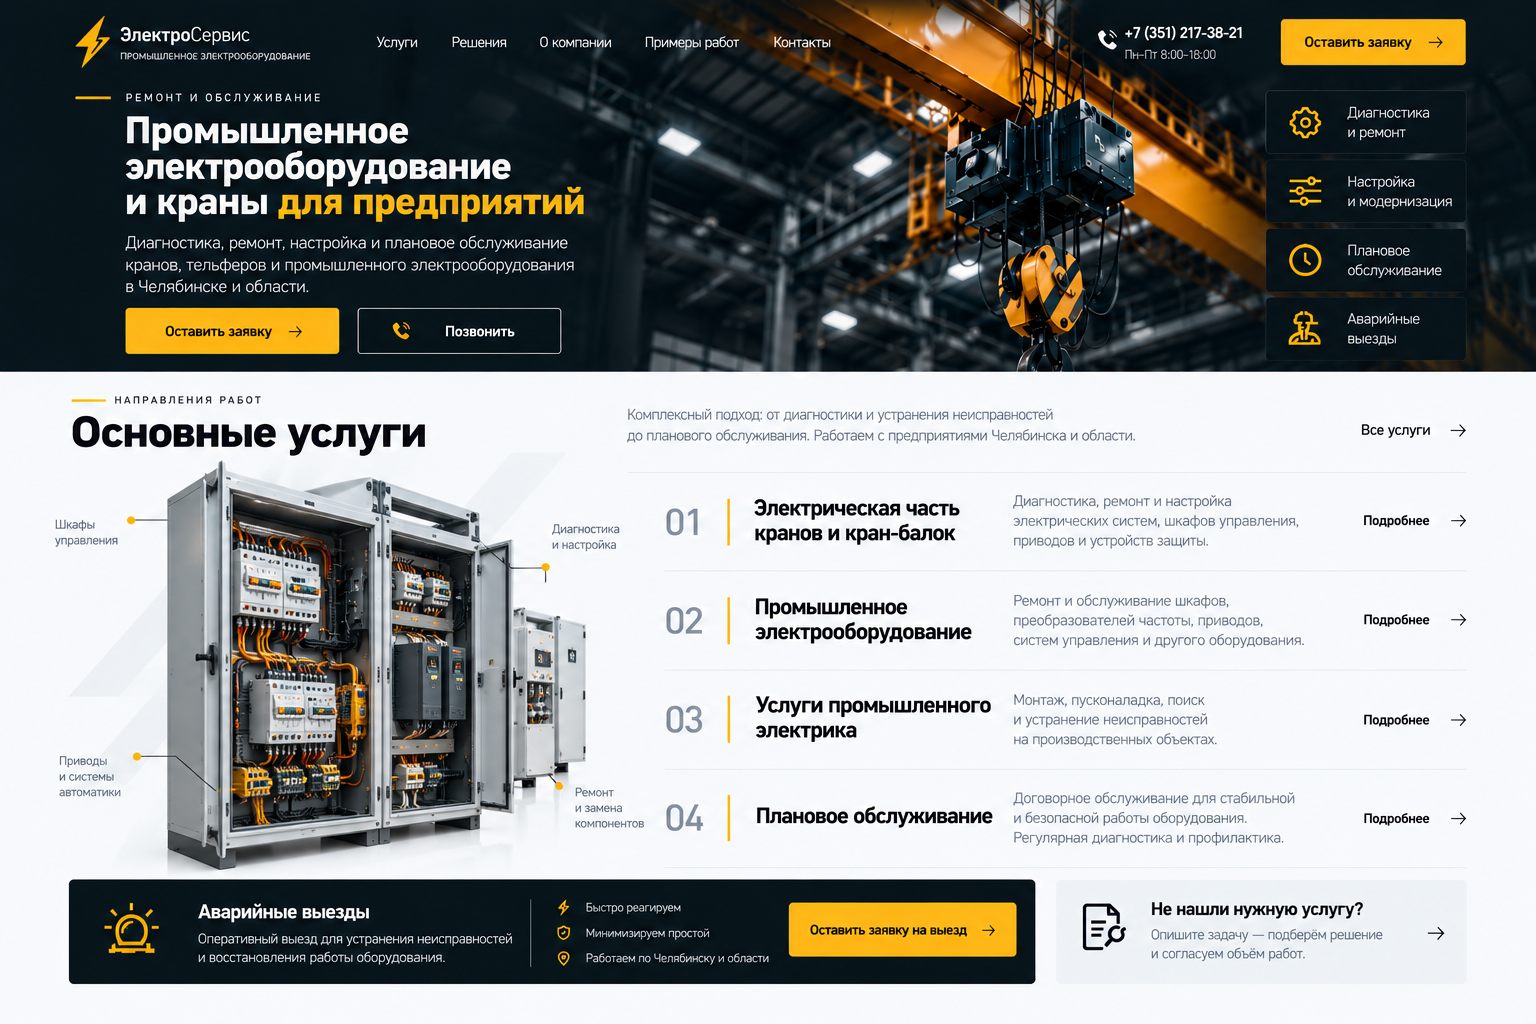 ЭлектроСервис
ПРОМЫШЛЕННОЕ ЭЛЕКТРООБОРУДОВАНИЕ
Услуги
Решения
О компании
Примеры работ
Контакты
+7 (351) 217-38-21
Пн–Пт 8:00–18:00
Оставить заявку
РЕМОНТ И ОБСЛУЖИВАНИЕ
Промышленное
электрооборудование
и краны для предприятий
Диагностика, ремонт, настройка и плановое обслуживание
кранов, тельферов и промышленного электрооборудования
в Челябинске и области.
Оставить заявку
Позвонить
Диагностика
и ремонт
Настройка
и модернизация
Плановое
обслуживание
Аварийные
выезды
НАПРАВЛЕНИЯ РАБОТ
Основные услуги
Комплексный подход: от диагностики и устранения неисправностей
до планового обслуживания. Работаем с предприятиями Челябинска и области.
Все услуги
Шкафы
управления
Диагностика
и настройка
Приводы
и системы
автоматики
Ремонт
и замена
компонентов
01
Электрическая часть
кранов и кран-балок
Диагностика, ремонт и настройка
электрических систем, шкафов управления,
приводов и устройств защиты.
Подробнее
02
Промышленное
электрооборудование
Ремонт и обслуживание шкафов,
преобразователей частоты, приводов,
систем управления и другого оборудования.
Подробнее
03
Услуги промышленного
электрика
Монтаж, пусконаладка, поиск
и устранение неисправностей
на производственных объектах.
Подробнее
04
Плановое обслуживание
Договорное обслуживание для стабильной
и безопасной работы оборудования.
Регулярная диагностика и профилактика.
Подробнее
Аварийные выезды
Оперативный выезд для устранения неисправностей
и восстановления работы оборудования.
Быстро реагируем
Минимизируем простой
Работаем по Челябинску и области
Оставить заявку на выезд
Не нашли нужную услугу?
Опишите задачу — подберём решение
и согласуем объём работ.